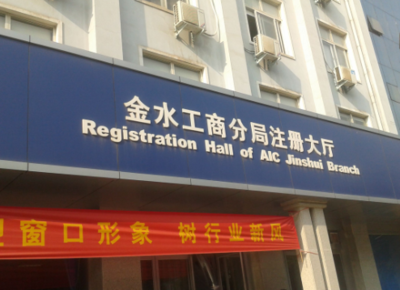 金水工商分局注册大厅
Registration Hall of AIC Jinshui Branch
窗口形象 树行业新风